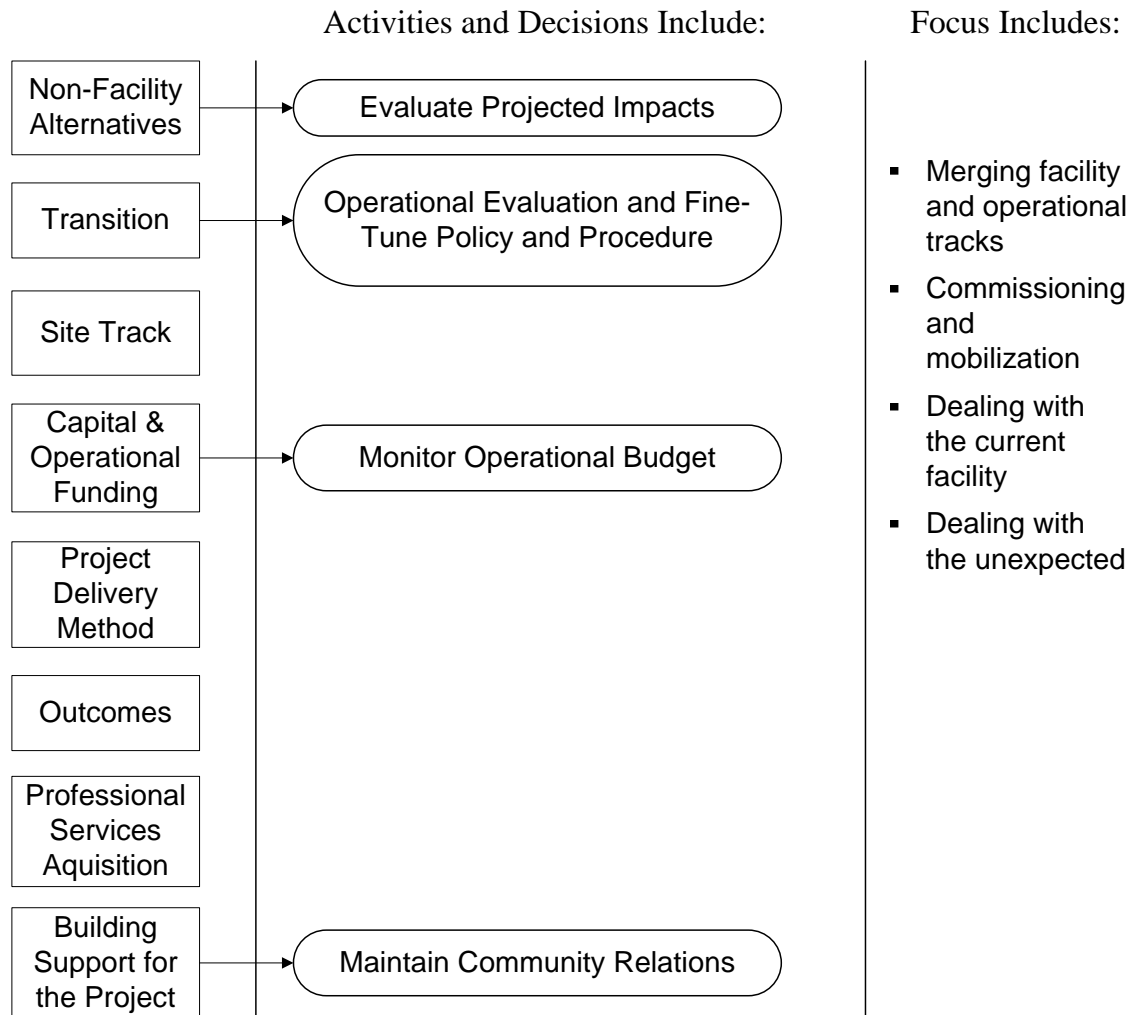 Activities and Decisions Include:
Focus Includes:
Non-Facility
Alternatives
Evaluate Projected Impacts
Transition
Operational Evaluation and Fine-
Tune Policy and Procedure
Site Track
Capital &
Operational
Funding
Monitor Operational Budget
Project
Delivery
Method
Outcomes
Professional
Services
Aquisition
Building
Support for
the Project
Maintain Community Relations
▪ Merging facility
and operational
tracks
▪ Commissioning
and
mobilization
▪ Dealing with
the current
facility
▪ Dealing with
the unexpected